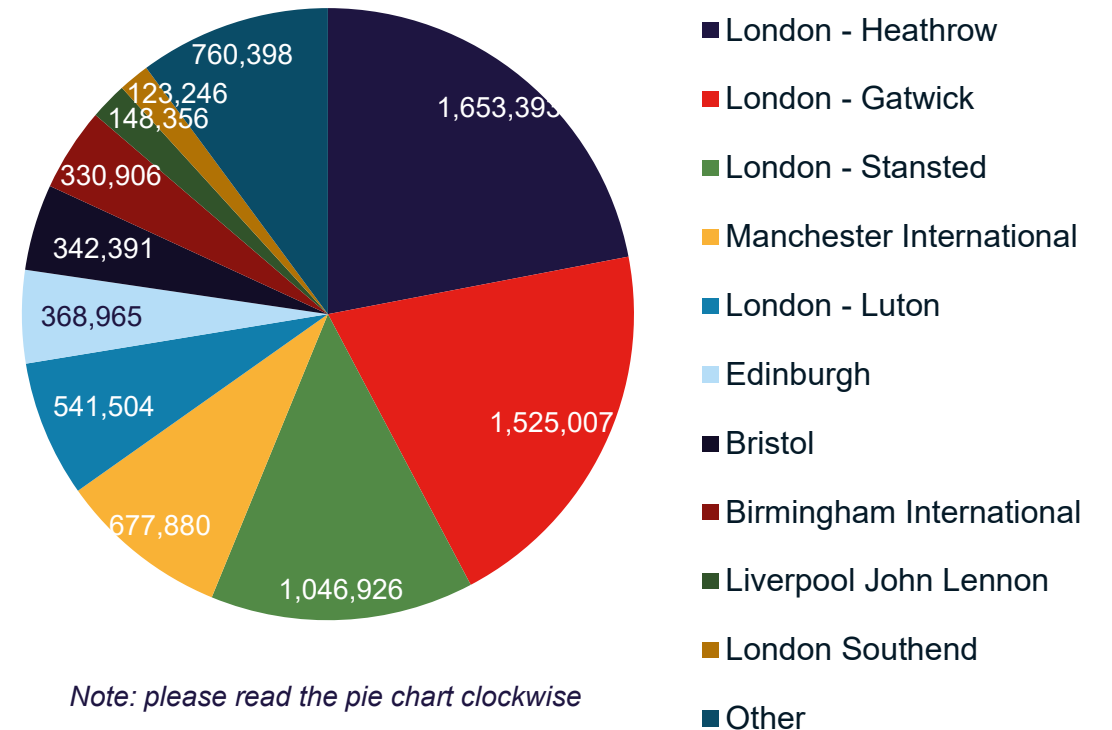 760,398
1,653,393
123,246
148,356
330,906
342,391
368,965
541,504
1,525,007
677,880
1,046,926
London - Heathrow
London - Gatwick
London - Stansted
Manchester International
London - Luton
Edinburgh
Bristol
Birmingham International
Liverpool John Lennon
London Southend
Other
Note: please read the pie chart clockwise